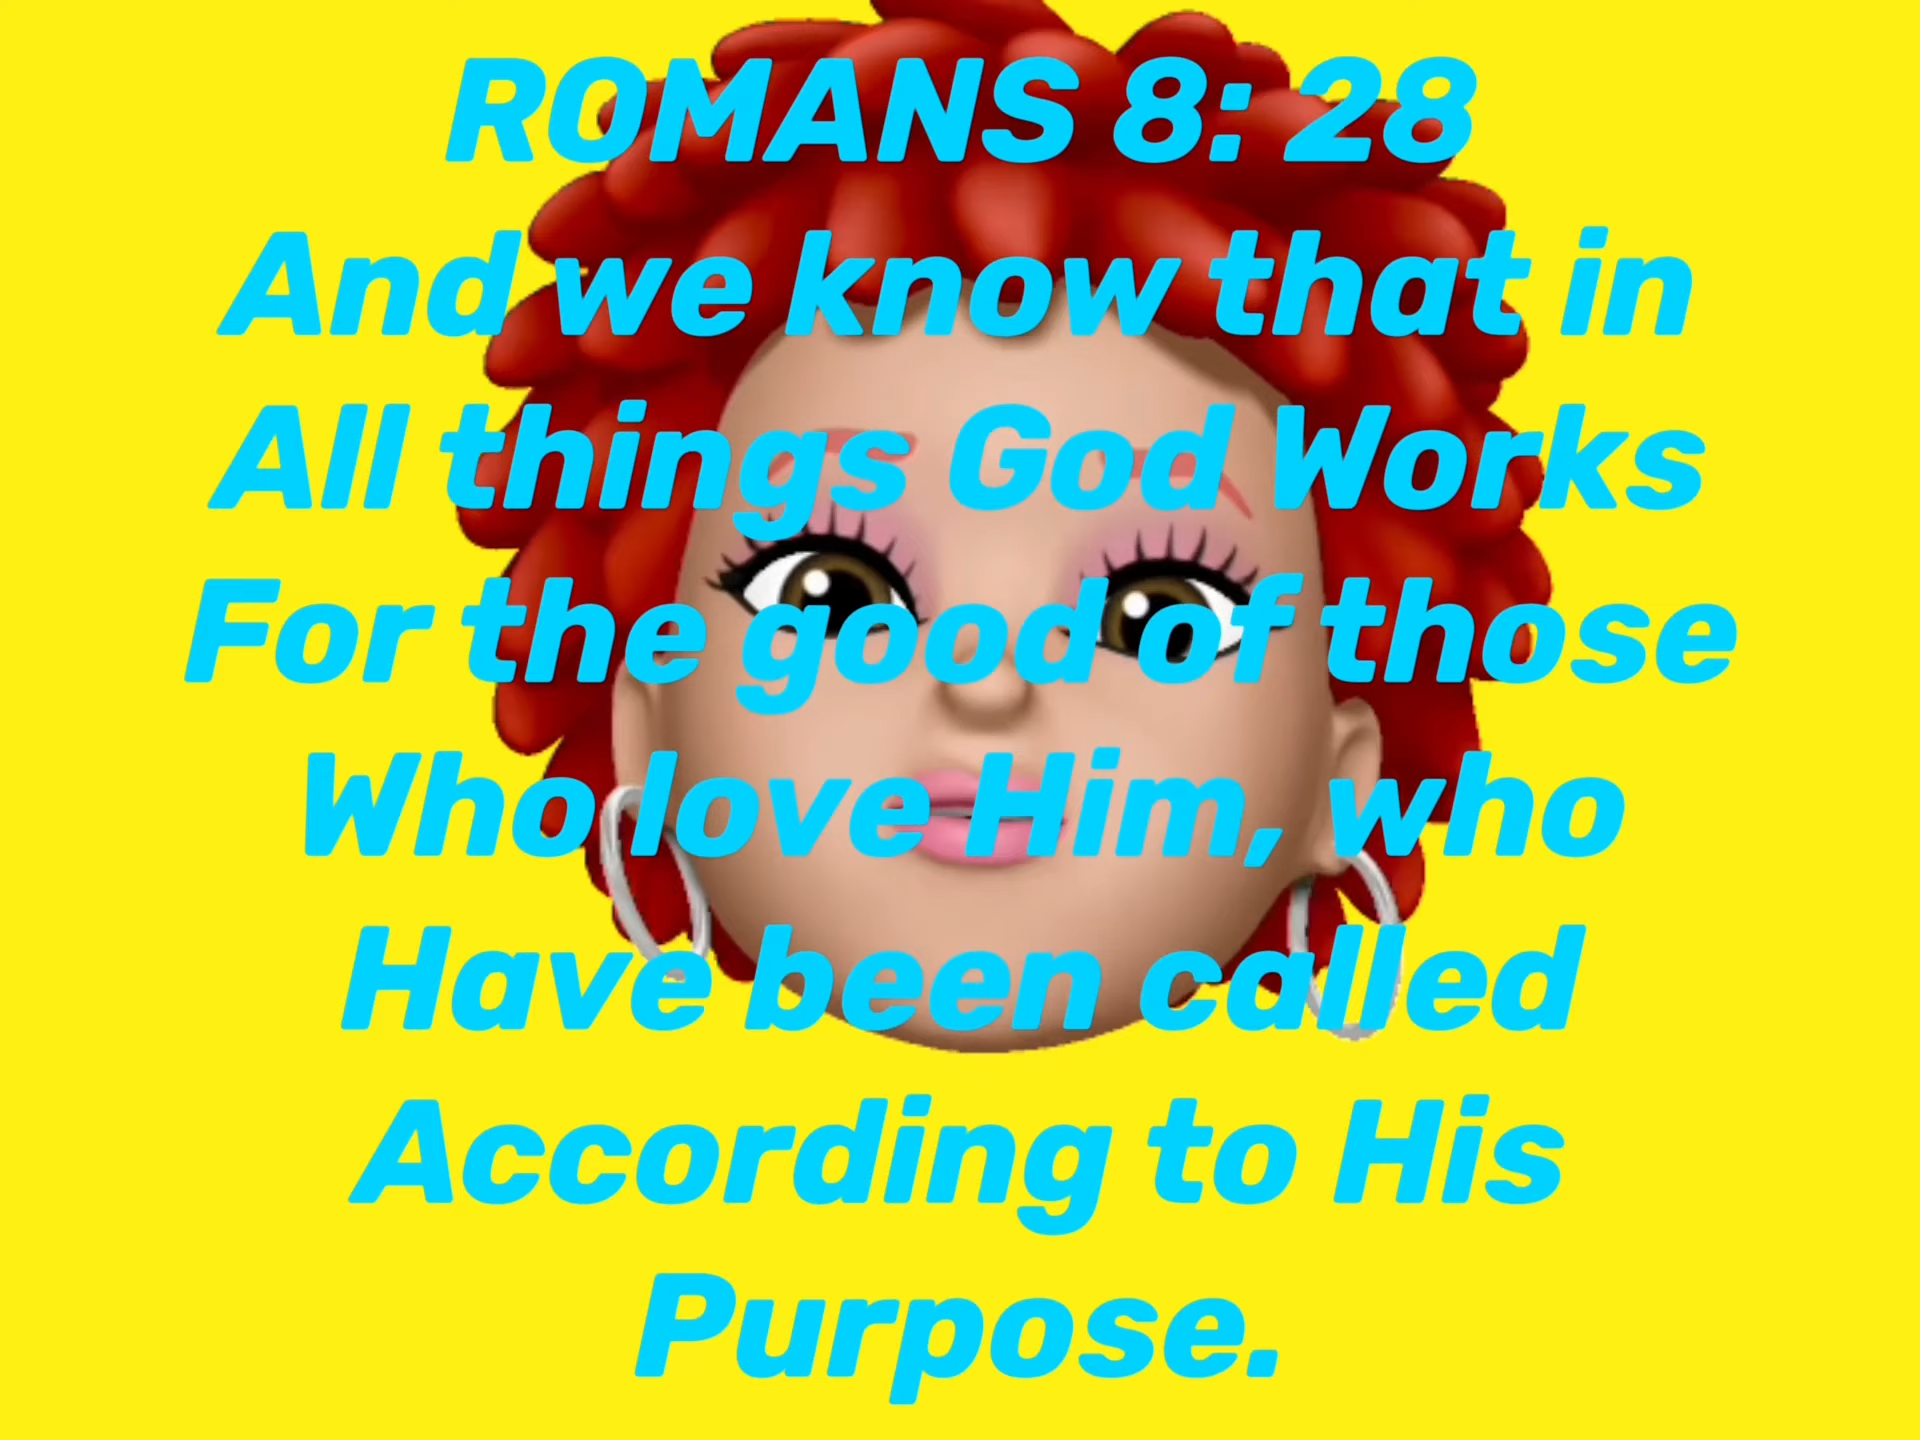 ROMANS 8: 28
And we know that in
All things God Works
For the good of those
Who love Him, who
Have been called
According to His
Purpose.